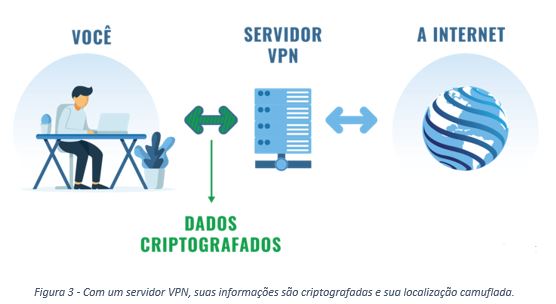 VOCÊ
SERVIDOR
VPN
A INTERNET
DADOS
CRIPTOGRAFADOS
Figura 3 - Com um servidor VPN, suas informações são criptografadas e sua localização camuflada.